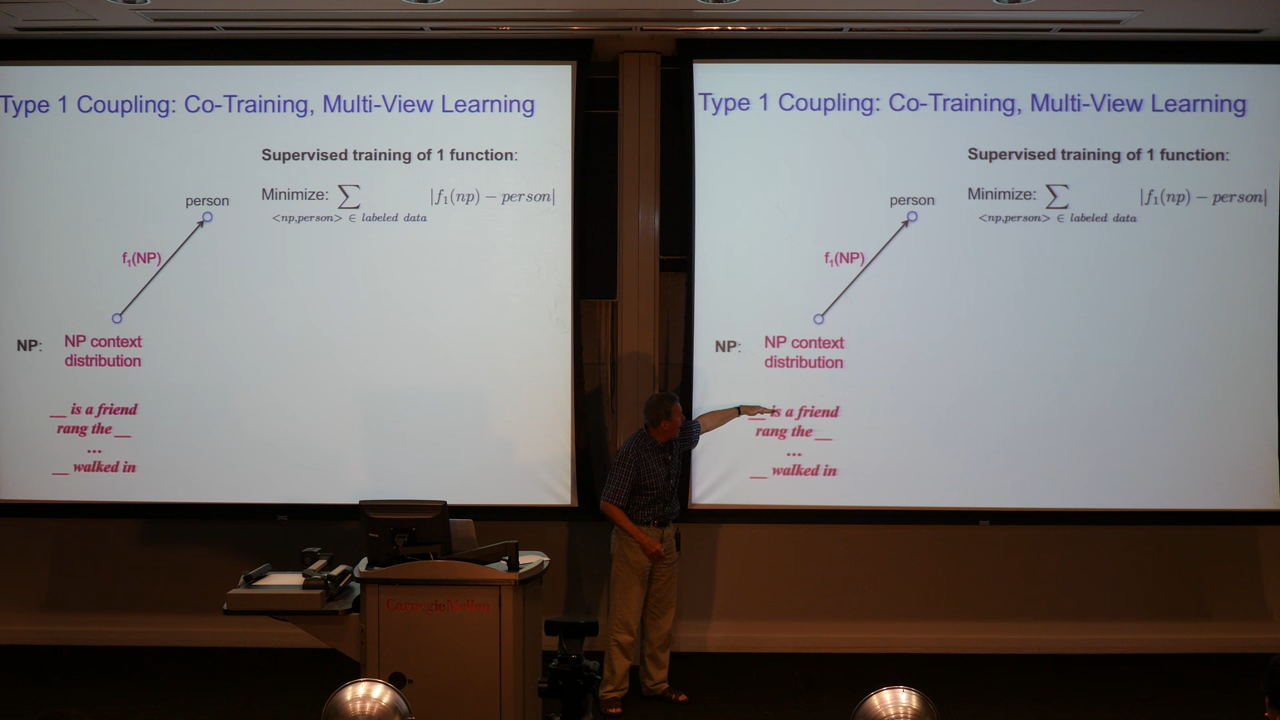 Type 1 Coupling: Co-Training, Multi-View Learning
Supervised training of 1 function:
Minimize: ∑ |f₁(np) − person|
<np,person> ∈ labeled data
person
f₁(NP)
NP: NP context
distribution
__ is a friend
rang the __
...
__ walked in
Type 1 Coupling: Co-Training, Multi-View Learning
Supervised training of 1 function:
Minimize: ∑ |f₁(np) − person|
<np,person> ∈ labeled data
person
f₁(NP)
NP: NP context
distribution
__ is a friend
rang the __
...
__ walked in
Carnegie Mellon